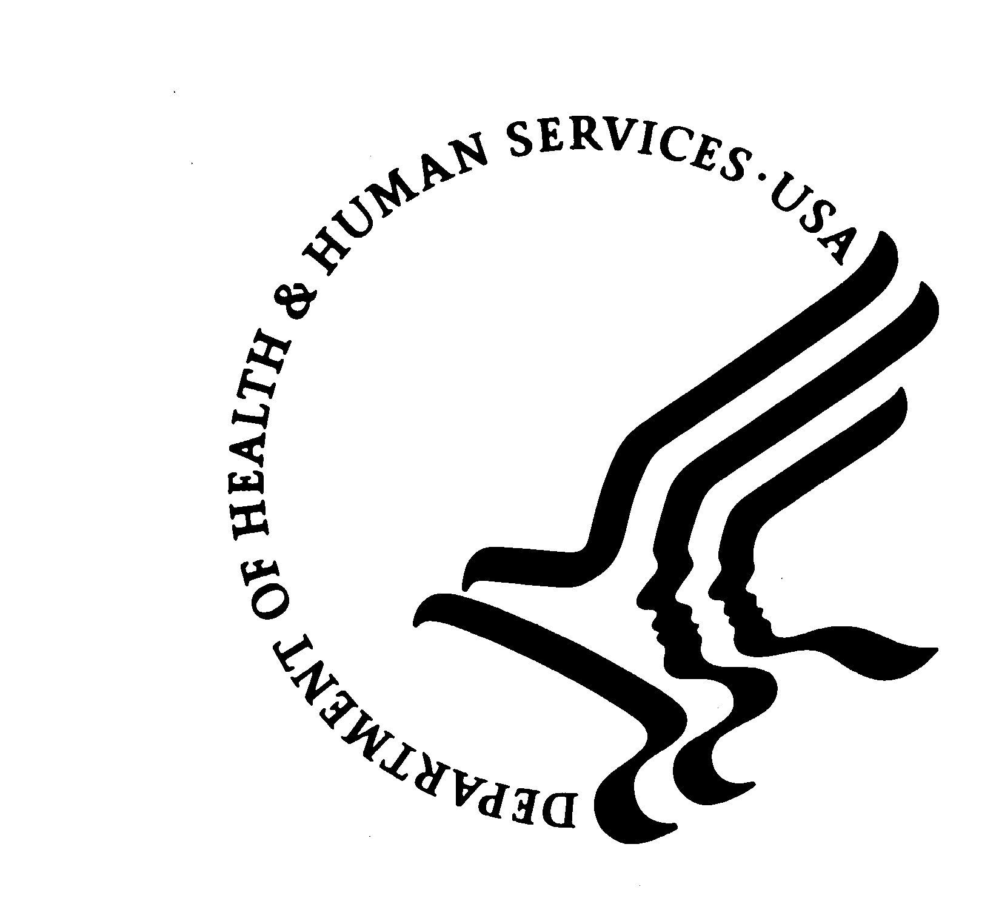 DEPARTMENT OF HEALTH & HUMAN SERVICES · USA